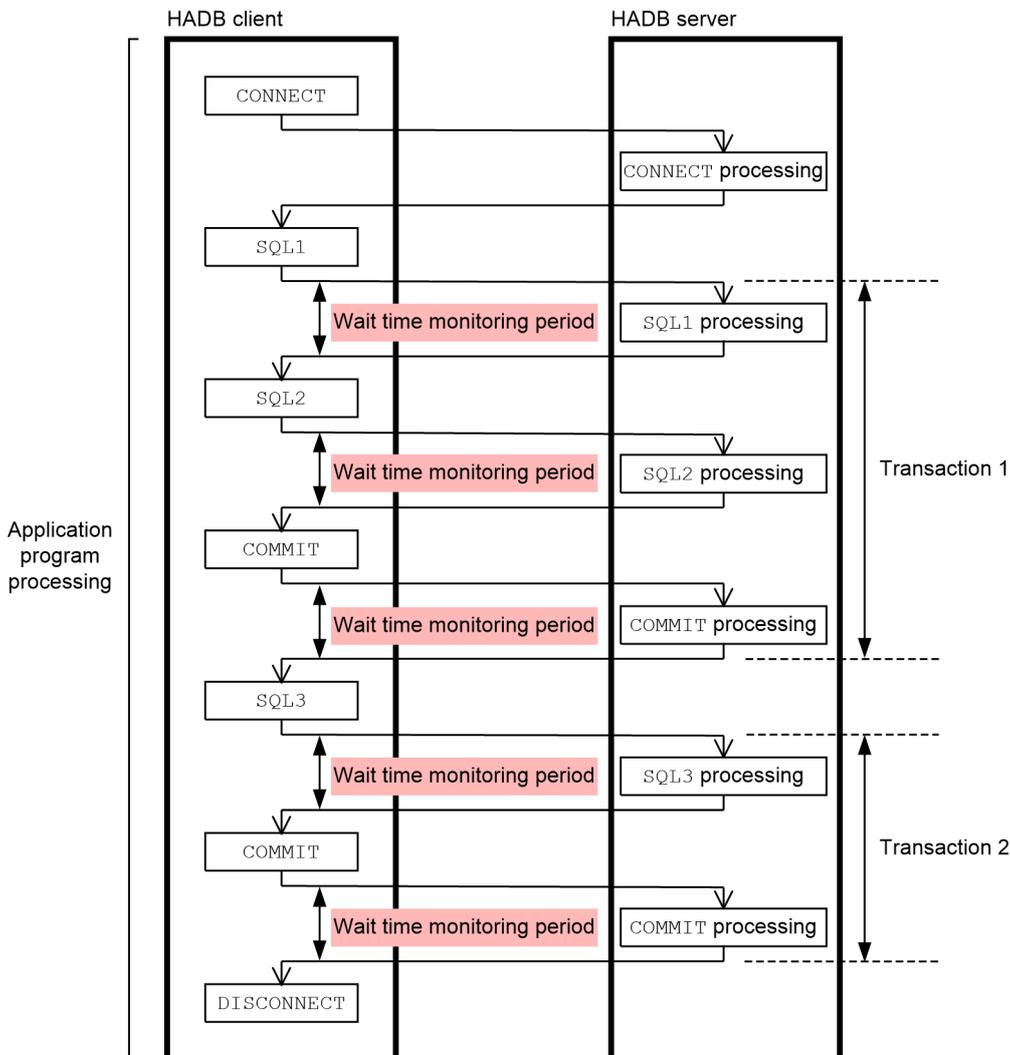 HADB client
HADB server
CONNECT
CONNECT processing
SQL1
Wait time monitoring period
SQL1 processing
SQL2
Wait time monitoring period
SQL2 processing
Transaction 1
Application
program
processing
COMMIT
Wait time monitoring period
COMMIT processing
SQL3
Wait time monitoring period
SQL3 processing
COMMIT
Transaction 2
Wait time monitoring period
COMMIT processing
DISCONNECT